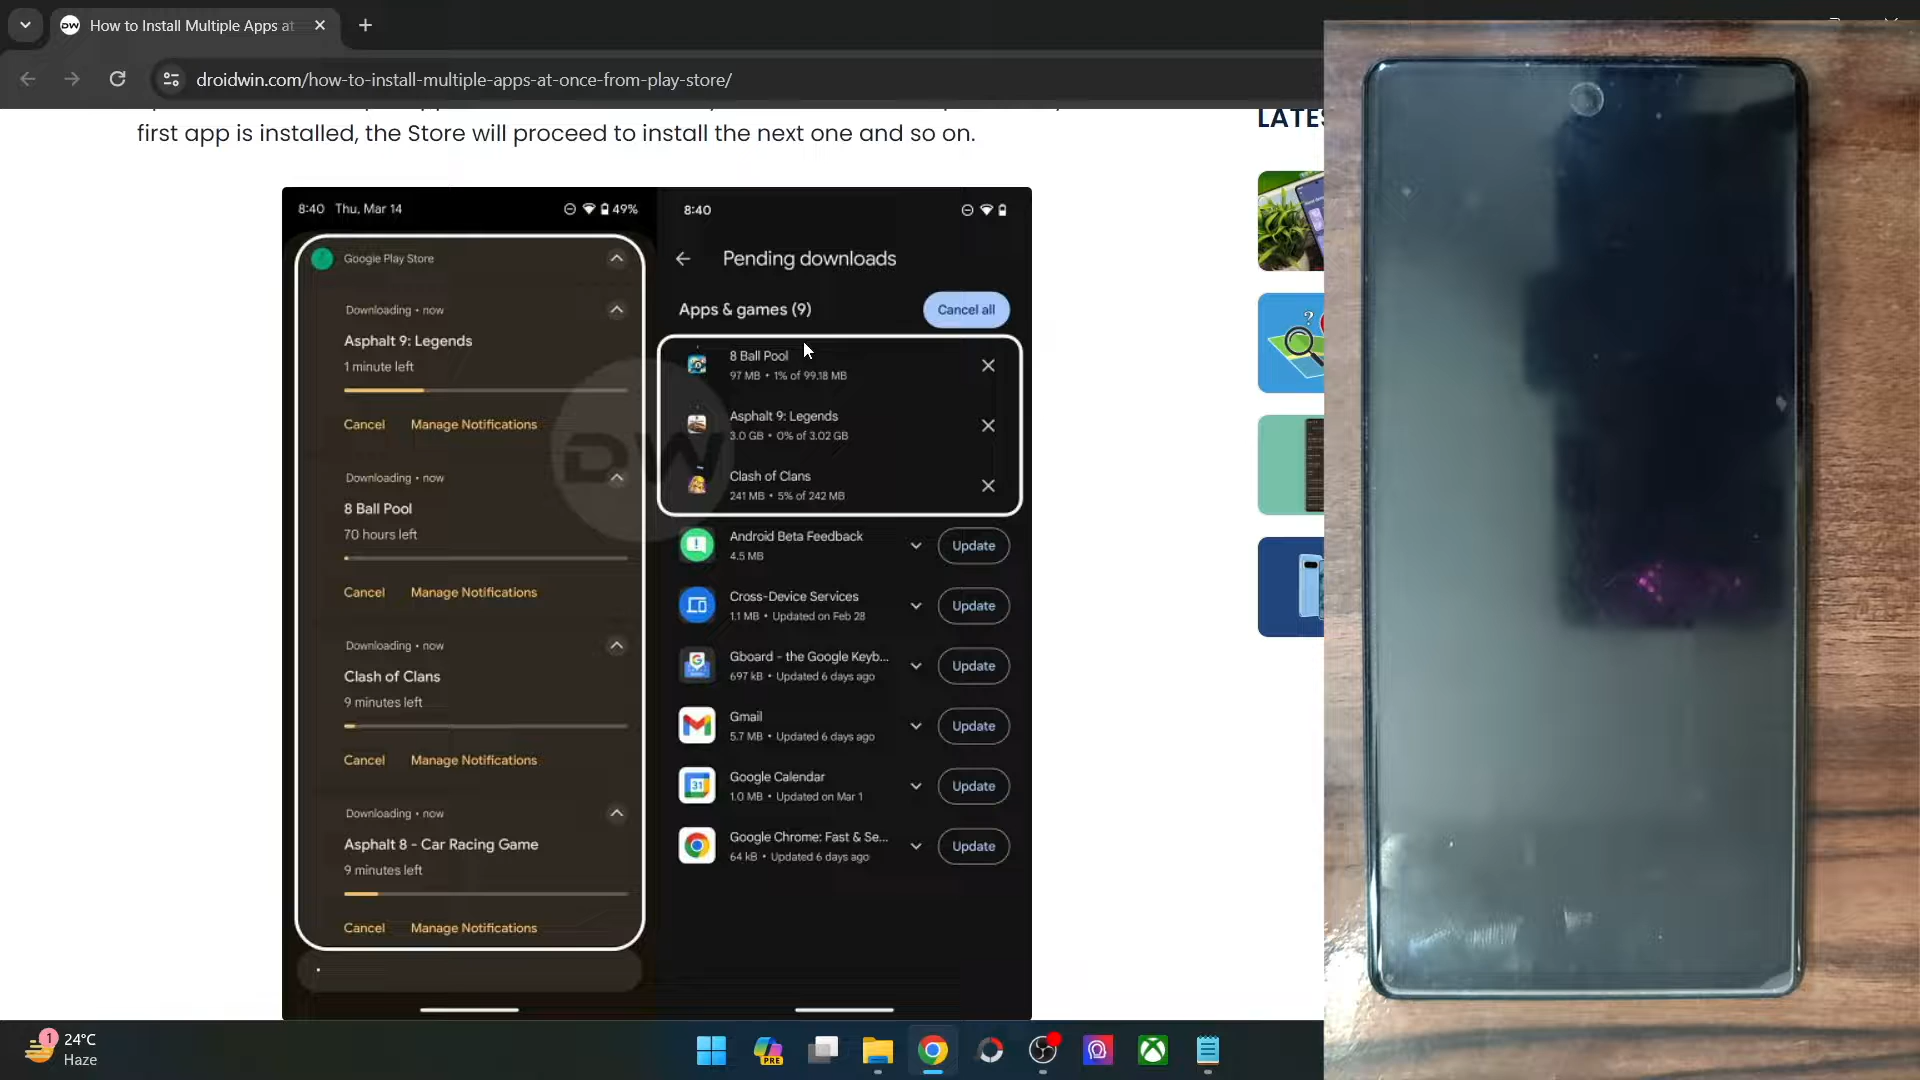 How to Install Multiple Apps at
droidwin.com/how-to-install-multiple-apps-at-once-from-play-store/
first app is installed, the Store will proceed to install the next one and so on.
8:40 Thu, Mar 14
49%
Google Play Store
Downloading • now
Asphalt 9: Legends
1 minute left
Cancel Manage Notifications
Downloading • now
8 Ball Pool
70 hours left
Cancel Manage Notifications
Downloading • now
Clash of Clans
9 minutes left
Cancel Manage Notifications
Downloading • now
Asphalt 8 - Car Racing Game
9 minutes left
Cancel Manage Notifications
8:40
Pending downloads
Apps & games (9)
Cancel all
8 Ball Pool
97 MB • 1% of 99.18 MB
Asphalt 9: Legends
3.0 GB • 0% of 3.02 GB
Clash of Clans
241 MB • 5% of 242 MB
Android Beta Feedback
4.5 MB
Update
Cross-Device Services
1.1 MB • Updated on Feb 28
Update
Gboard - the Google Keyb...
697 kB • Updated 6 days ago
Update
Gmail
5.7 MB • Updated 6 days ago
Update
Google Calendar
1.0 MB • Updated on Mar 1
Update
Google Chrome: Fast & Se...
64 kB • Updated 6 days ago
Update
DW
LATES
1
24°C
Haze
PRE